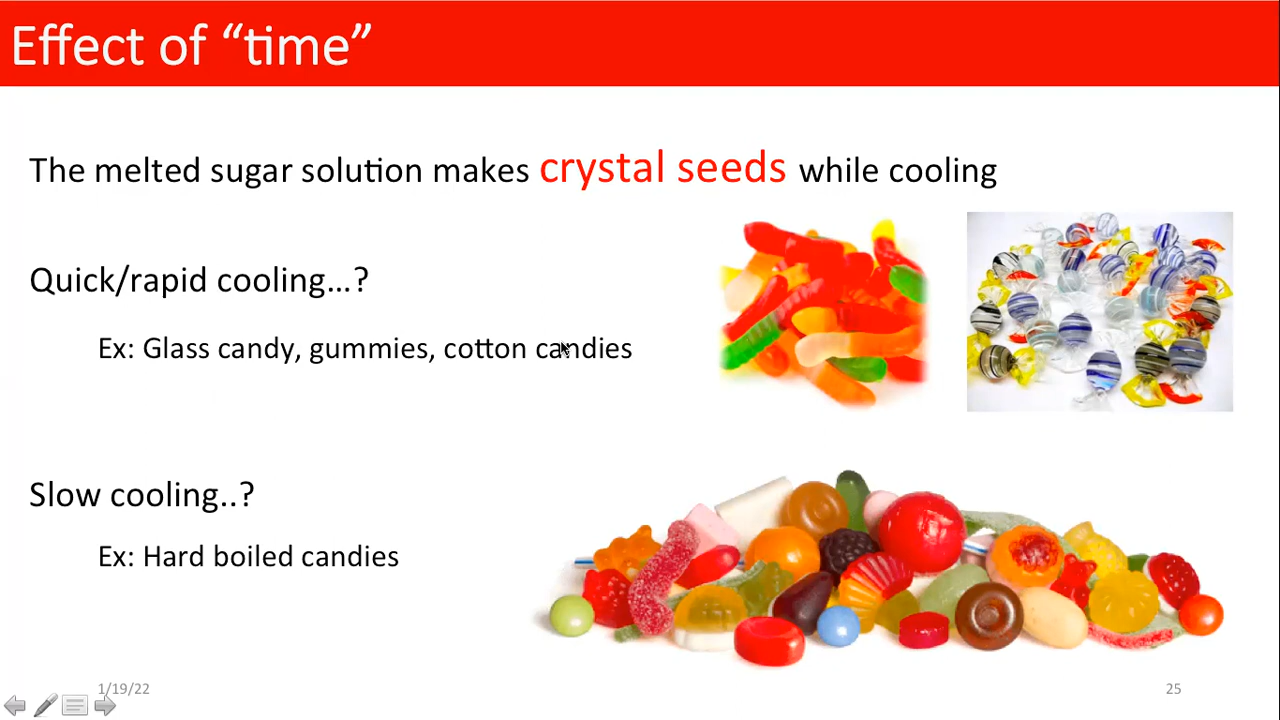 Effect of “time”
The melted sugar solution makes crystal seeds while cooling
Quick/rapid cooling…?
Ex: Glass candy, gummies, cotton candies
Slow cooling..?
Ex: Hard boiled candies
1/19/22
25